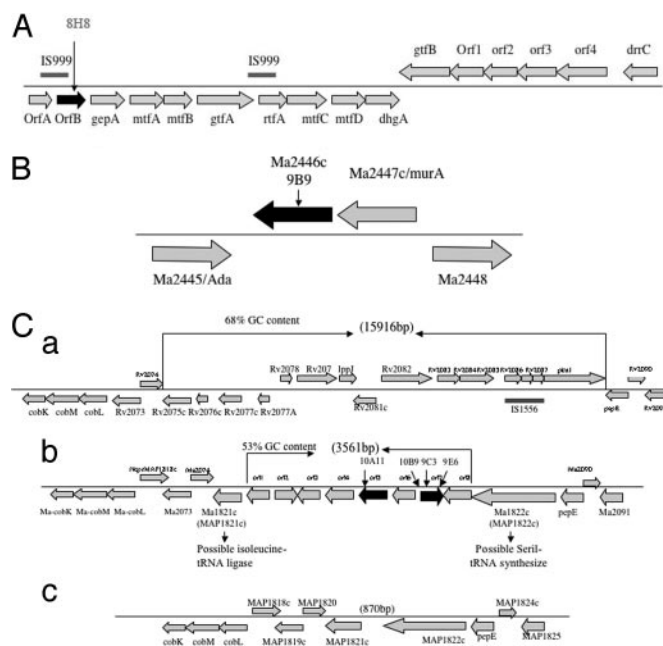 A
8H8
IS999 IS999
gtfB Orf1 orf2 orf3 orf4 drrC
OrfA OrfB gepA mtfA mtfB gtfA rtfA mtfC mtfD dhgA
B
Ma2446c
9B9
Ma2447c/murA
Ma2445/Ada
Ma2448
C
a
68% GC content
(15916bp)
Rv2074 Rv2078 Rv207 lppI Rv2082 Rv2083
cobK cobM cobL Rv2073 Rv2075c Rv2076c Rv2077c Rv2077A Rv2081c
IS1556
b
53% GC content
(3561bp)
10A11 10B9 9C3 9E6
Ma2074 Ma2090
Ma-cobK Ma-cobM Ma-cobL Ma2073 Ma1821c Ma1822c pepE Ma2091
(MAP1821c) (MAP1822c)
Possible isoleucine-
tRNA ligase
Possible Seril-
tRNA synthesize
c
MAP1818c MAP1820 (870bp) MAP1824c
cobK cobM cobL MAP1819c MAP1821c MAP1822c pepE MAP1825